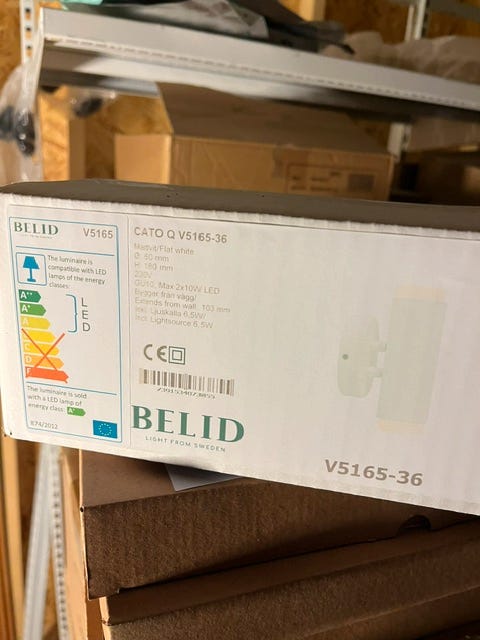 BELID
V5165
The luminaire is
compatible with LED
lamps of the energy
classes:
A++
A+
A
B
C
D
E
L
E
D
The luminaire is sold
with a LED lamp of
energy class: A+
874/2012
CATO Q V5165-36
Mattvit/Flat white
Ø: 60 mm
H: 180 mm
230V
GU10, Max 2x10W LED
Bygger från vägg/
Extends from wall, 103 mm
Inkl. Ljuskälla 6,5W/
Incl. Lightsource 6,5W
CE
BELID
LIGHT FROM SWEDEN
V5165-36